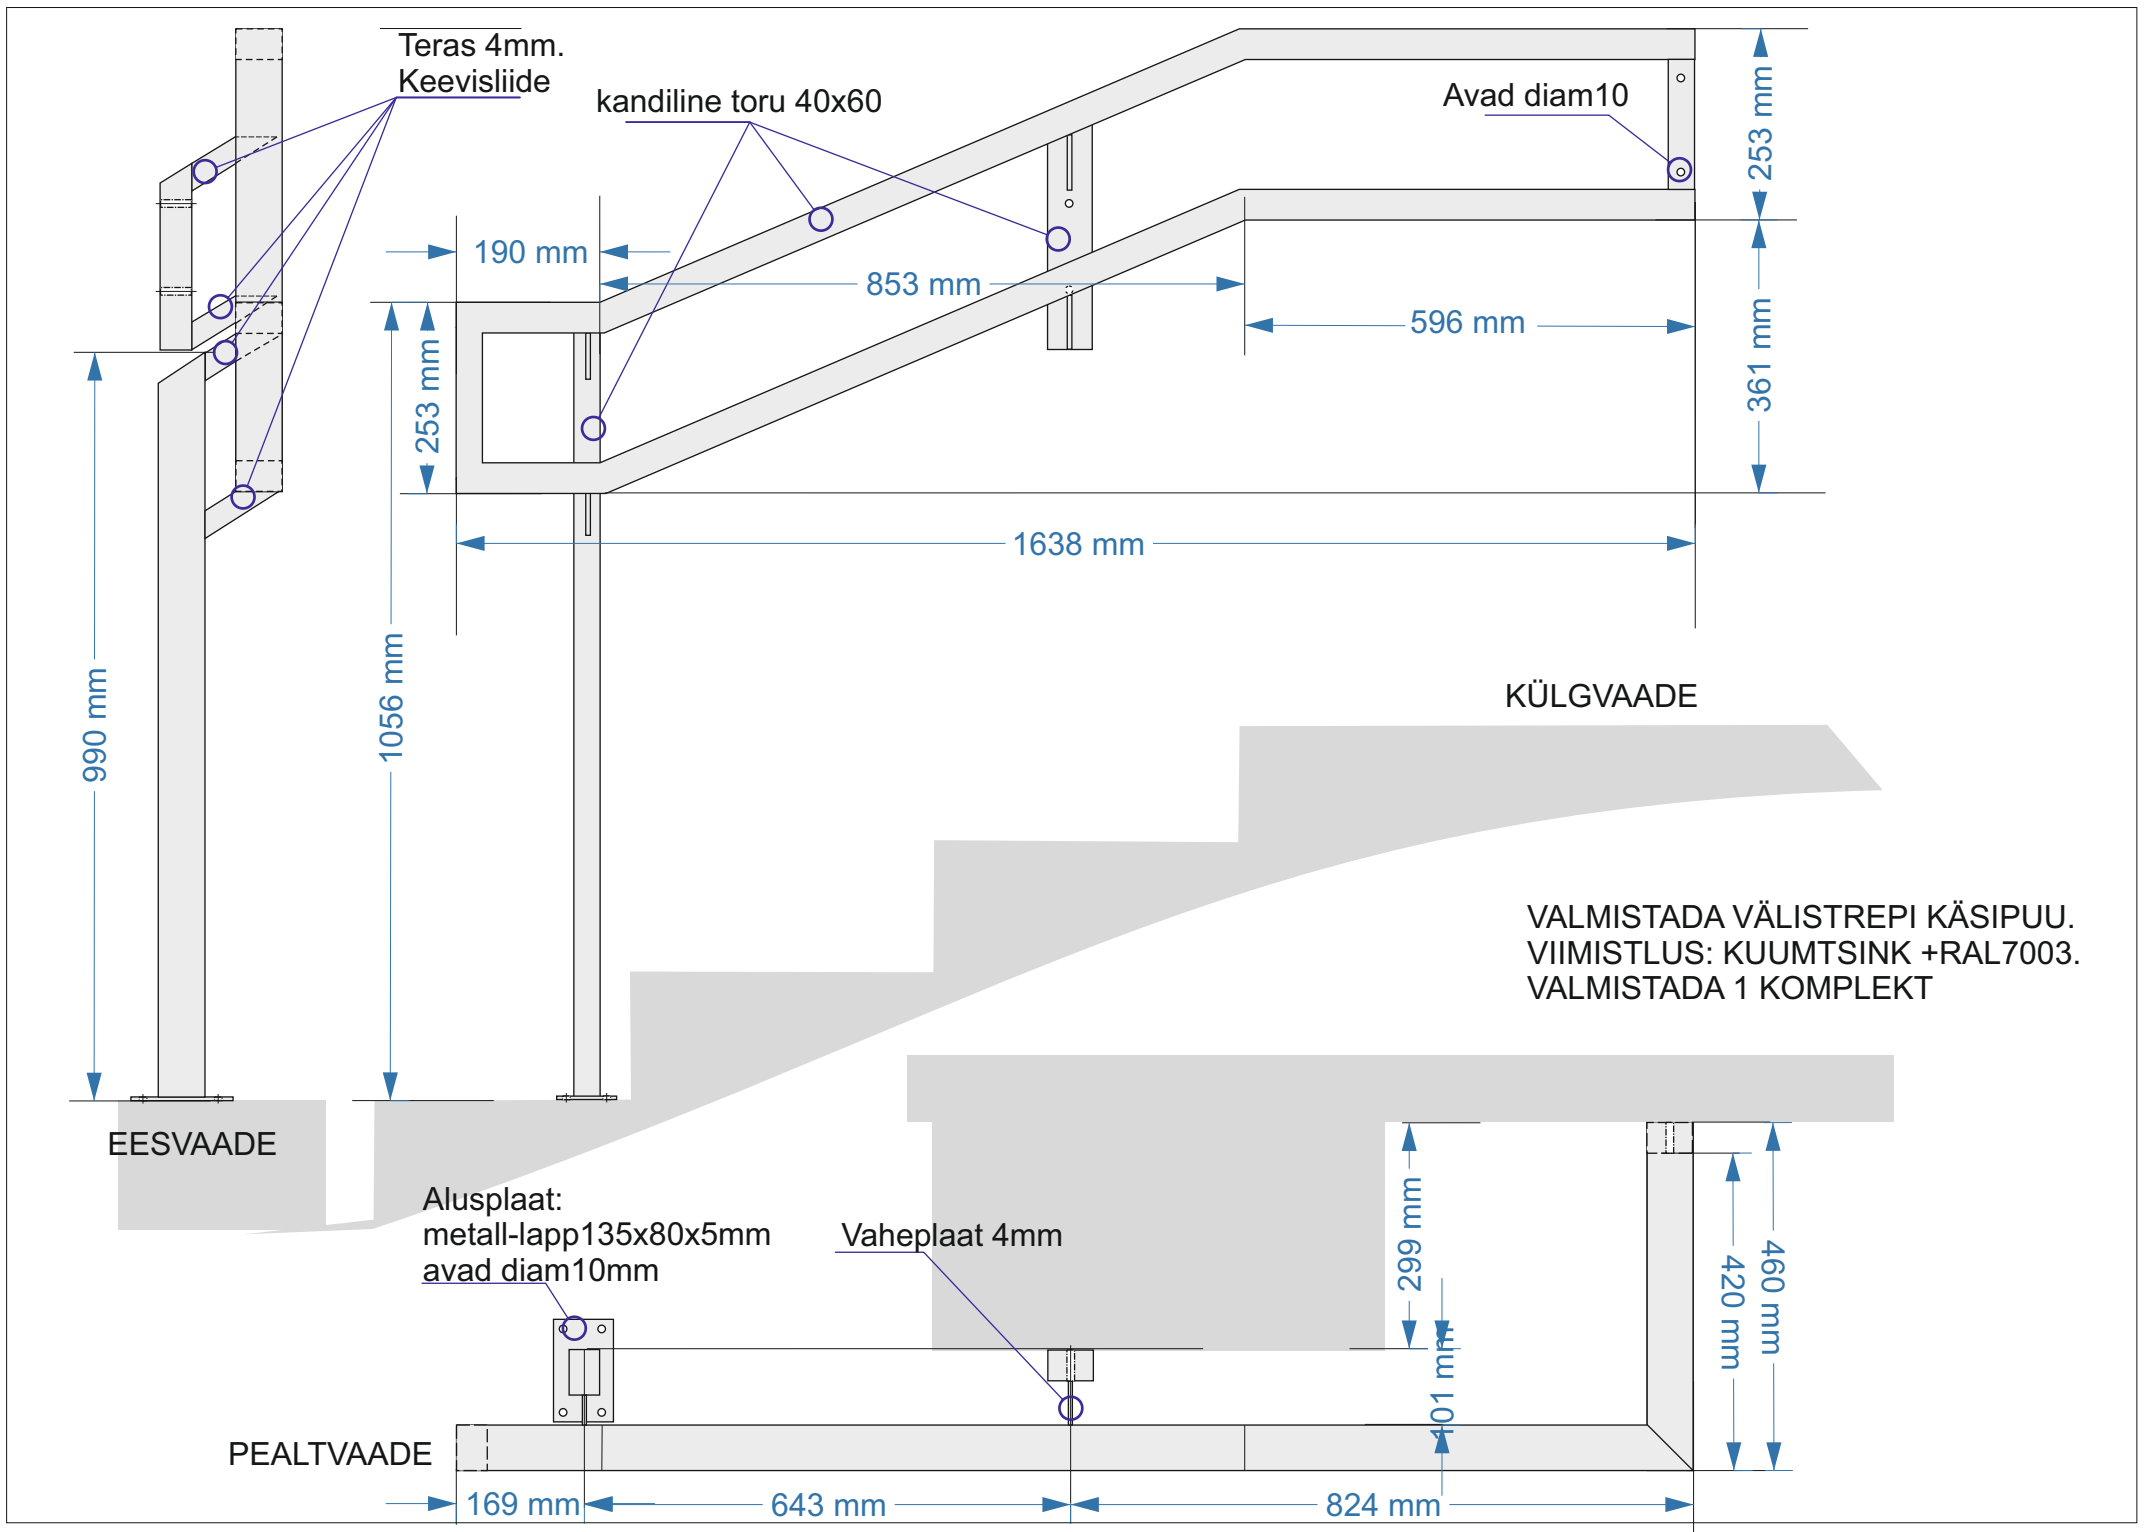 Teras 4mm.
Keevisliide
kandiline toru 40x60
Avad diam10
253 mm
190 mm
853 mm
596 mm
253 mm
361 mm
1638 mm
990 mm
1056 mm
KÜLGVAADE
VALMISTADA VÄLISTREPI KÄSIPUU.
VIIMISTLUS: KUUMTSINK +RAL7003.
VALMISTADA 1 KOMPLEKT
EESVAADE
Alusplaat:
metall-lapp135x80x5mm
avad diam10mm
Vaheplaat 4mm
299 mm
101 mm
420 mm
460 mm
PEALTVAADE
169 mm
643 mm
824 mm